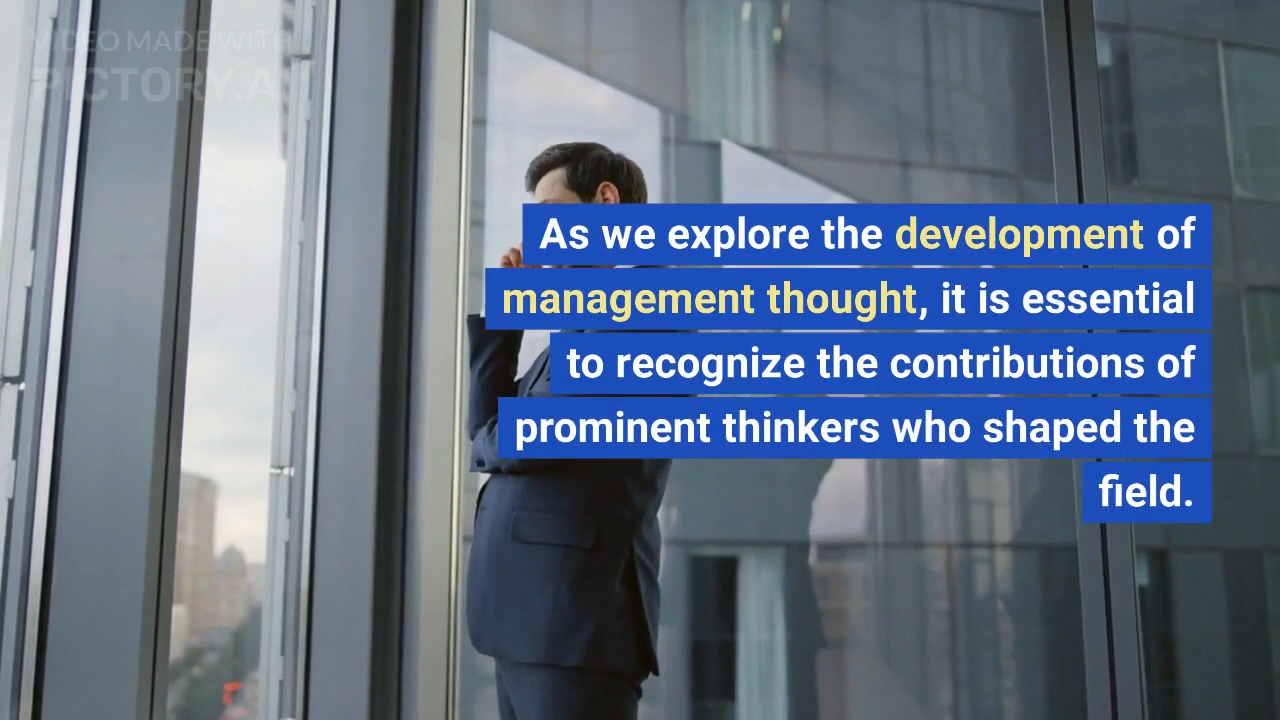 VIDEO MADE WITH
PICTORY.AI
As we explore the development of
management thought, it is essential
to recognize the contributions of
prominent thinkers who shaped the
field.